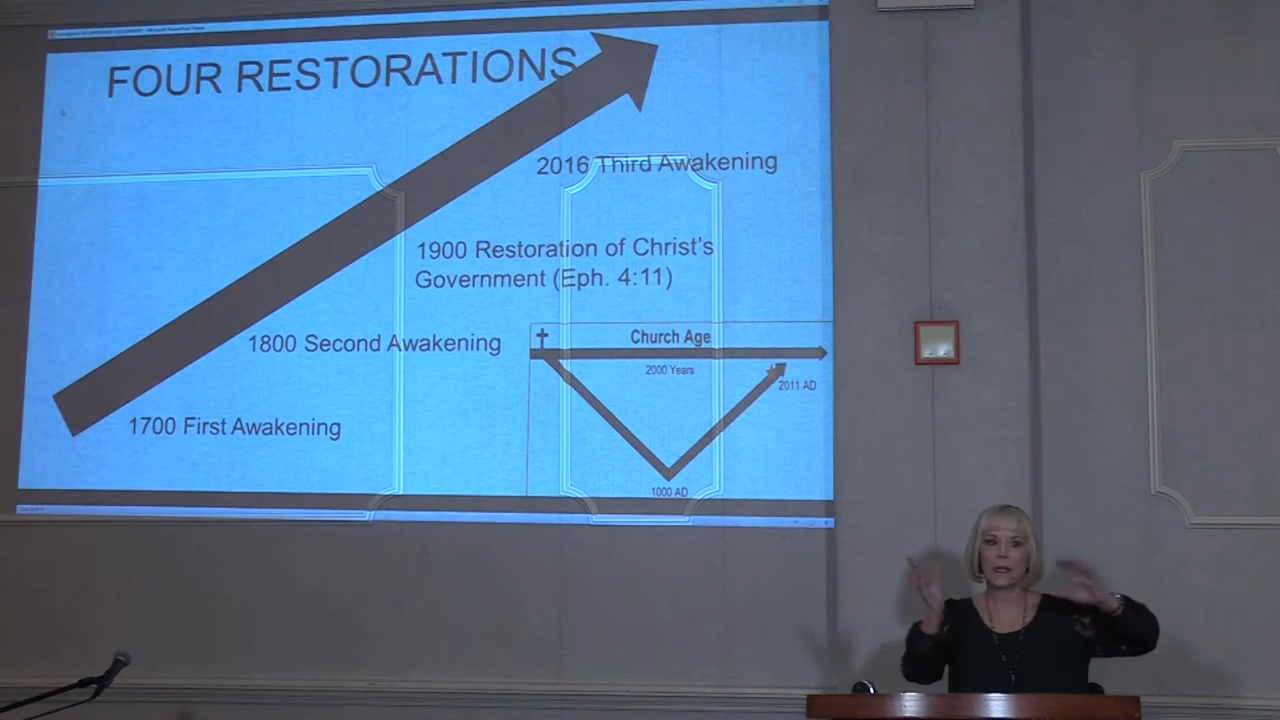 FOUR RESTORATIONS
2016 Third Awakening
1900 Restoration of Christ's
Government (Eph. 4:11)
1800 Second Awakening
1700 First Awakening
Church Age
2000 Years
2011 AD
1000 AD